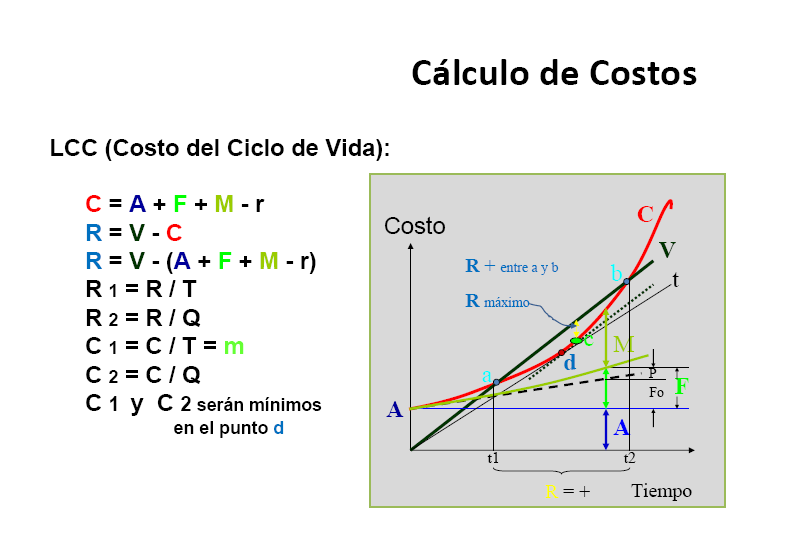 Cálculo de Costos
LCC (Costo del Ciclo de Vida):
C = A + F + M - r
R = V - C
R = V - (A + F + M - r)
R 1 = R / T
R 2 = R / Q
C 1 = C / T = m
C 2 = C / Q
C 1 y C 2 serán mínimos
en el punto d
Costo
C
V
t
R + entre a y b
b
R máximo
c
M
d
a
P
Fo
F
A
A
t1
t2
R = +
Tiempo